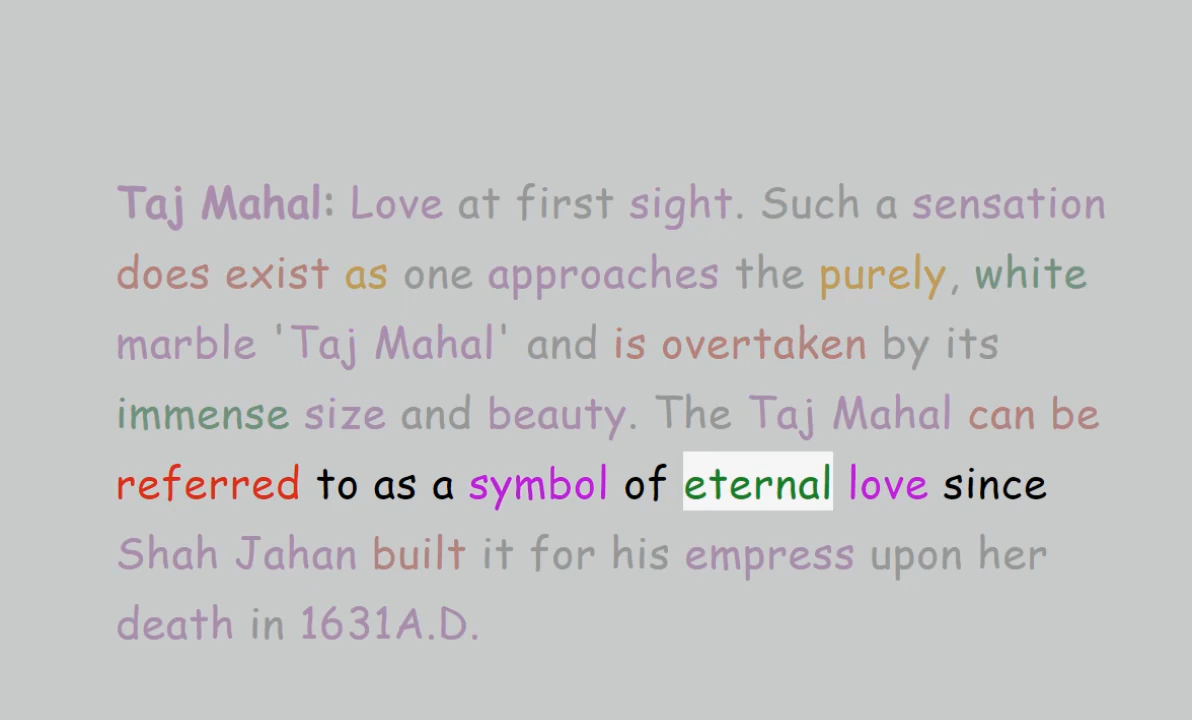 Taj Mahal: Love at first sight. Such a sensation
does exist as one approaches the purely, white
marble 'Taj Mahal' and is overtaken by its
immense size and beauty. The Taj Mahal can be
referred to as a symbol of eternal love since
Shah Jahan built it for his empress upon her
death in 1631A.D.